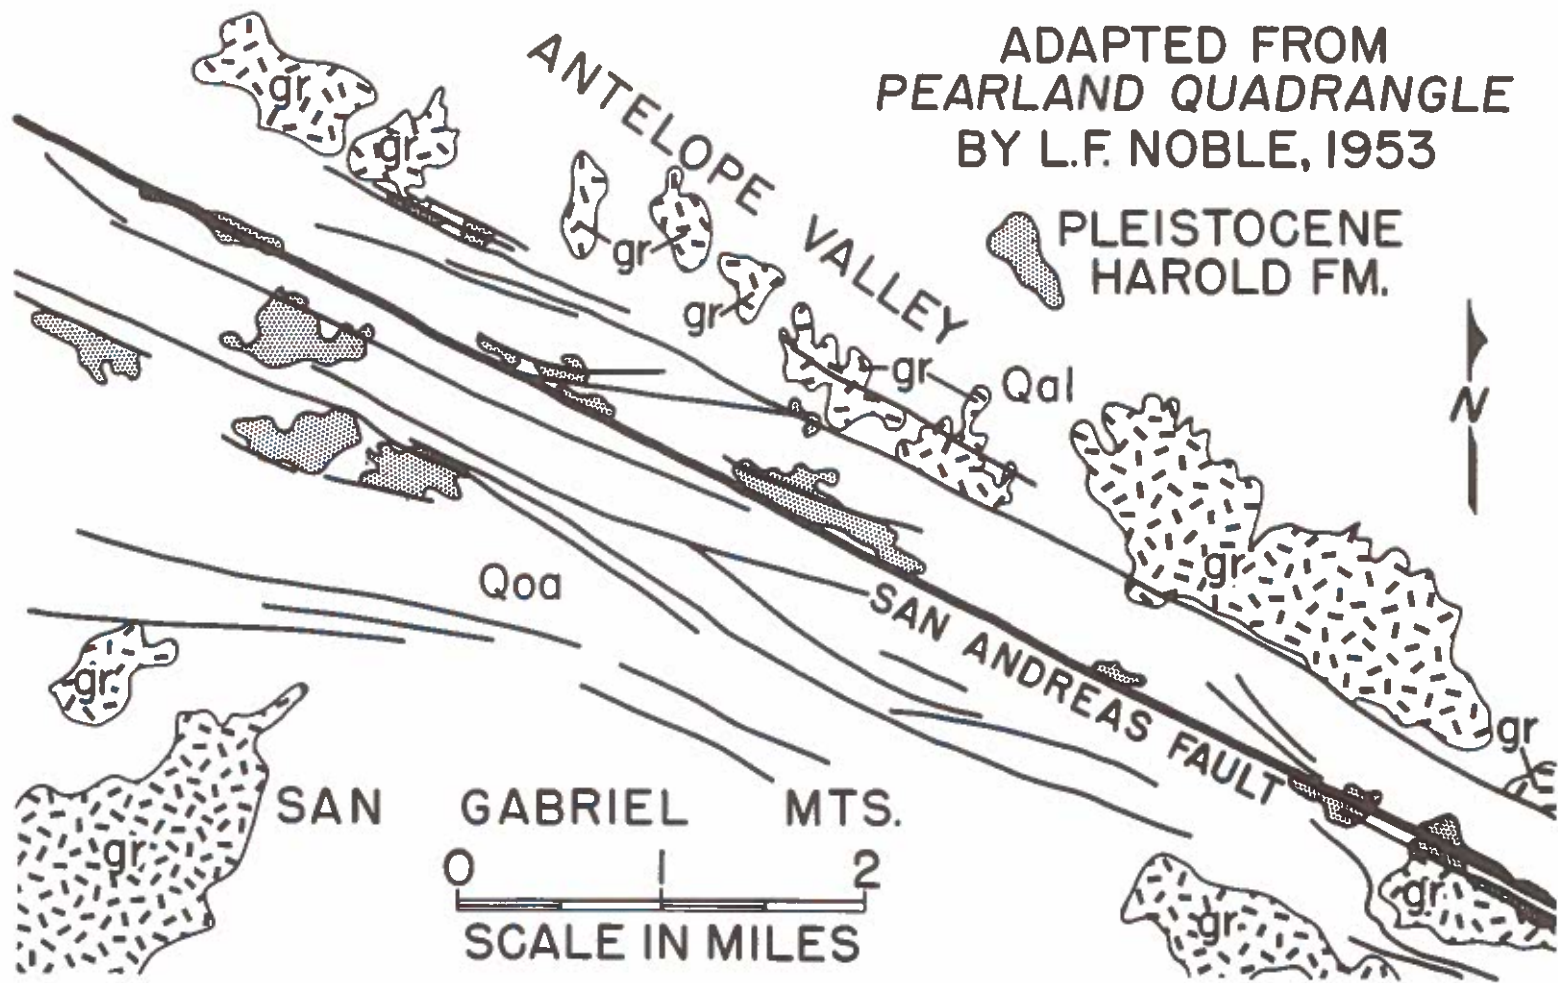 ADAPTED FROM
PEARLAND QUADRANGLE
BY L.F. NOBLE, 1953
PLEISTOCENE
HAROLD FM.
ANTELOPE VALLEY
gr
gr
gr
gr
gr
Qal
N
gr
Qoa
SAN ANDREAS FAULT
gr
gr
SAN GABRIEL MTS.
gr
gr
gr
0 1 2
SCALE IN MILES